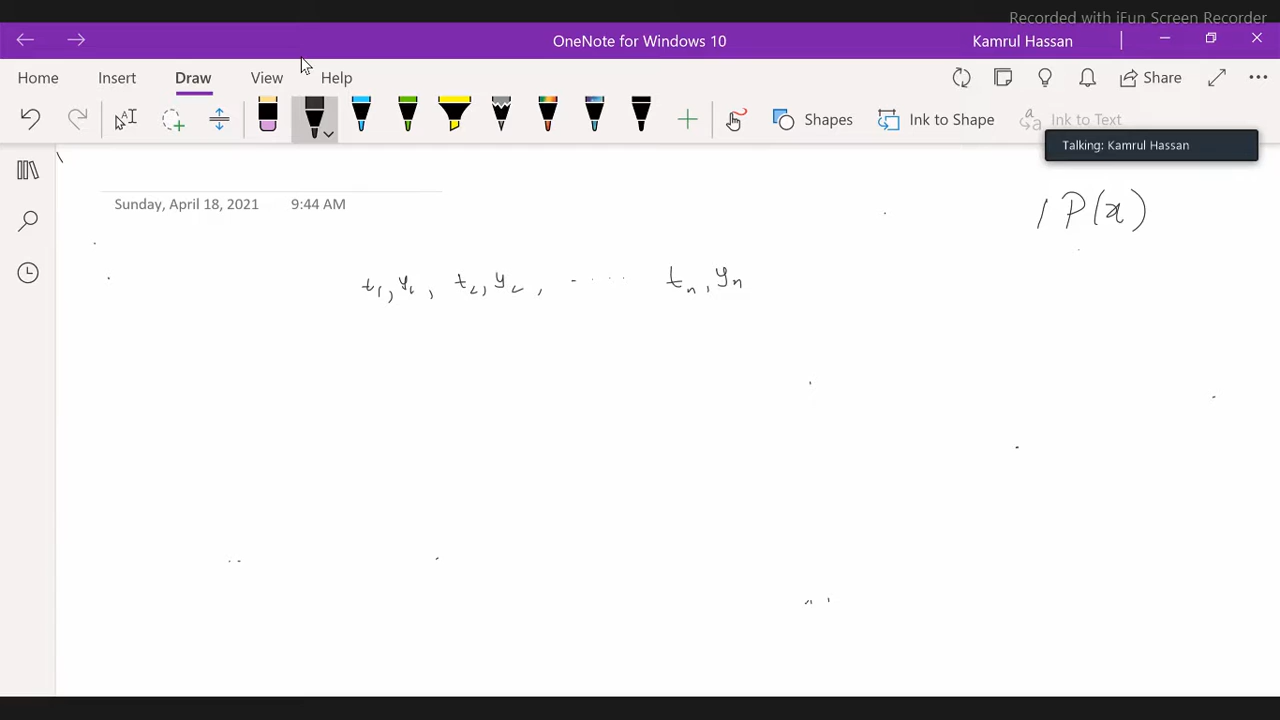 Recorded with iFun Screen Recorder
OneNote for Windows 10
Kamrul Hassan
Home Insert Draw View Help
Share
Shapes
Ink to Shape
Ink to Text
Talking: Kamrul Hassan
Sunday, April 18, 2021 9:44 AM
P(x)
t₁, y₁, t₂, y₂, ..... tₙ, yₙ